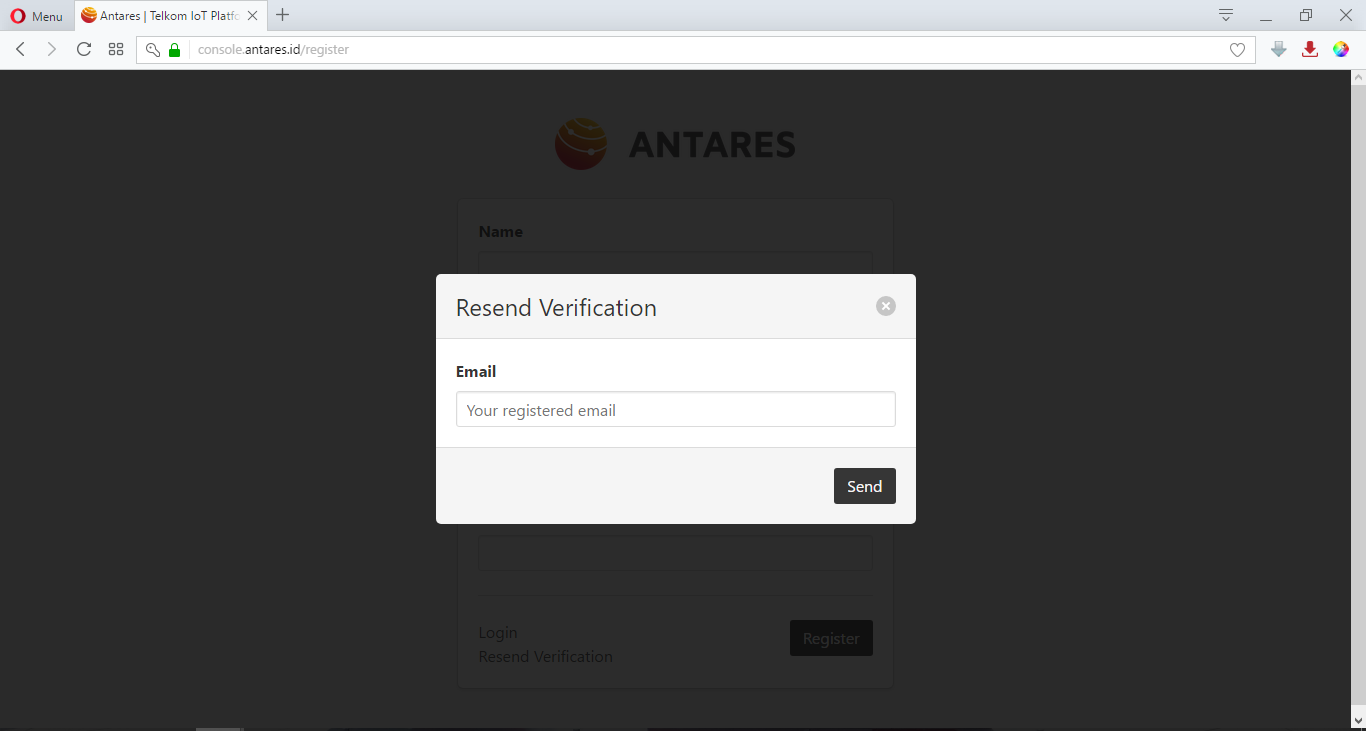 Menu
Antares | Telkom IoT Platfo
console.antares.id/register
ANTARES
Name
Resend Verification
Email
Your registered email
Send
Login
Register
Resend Verification